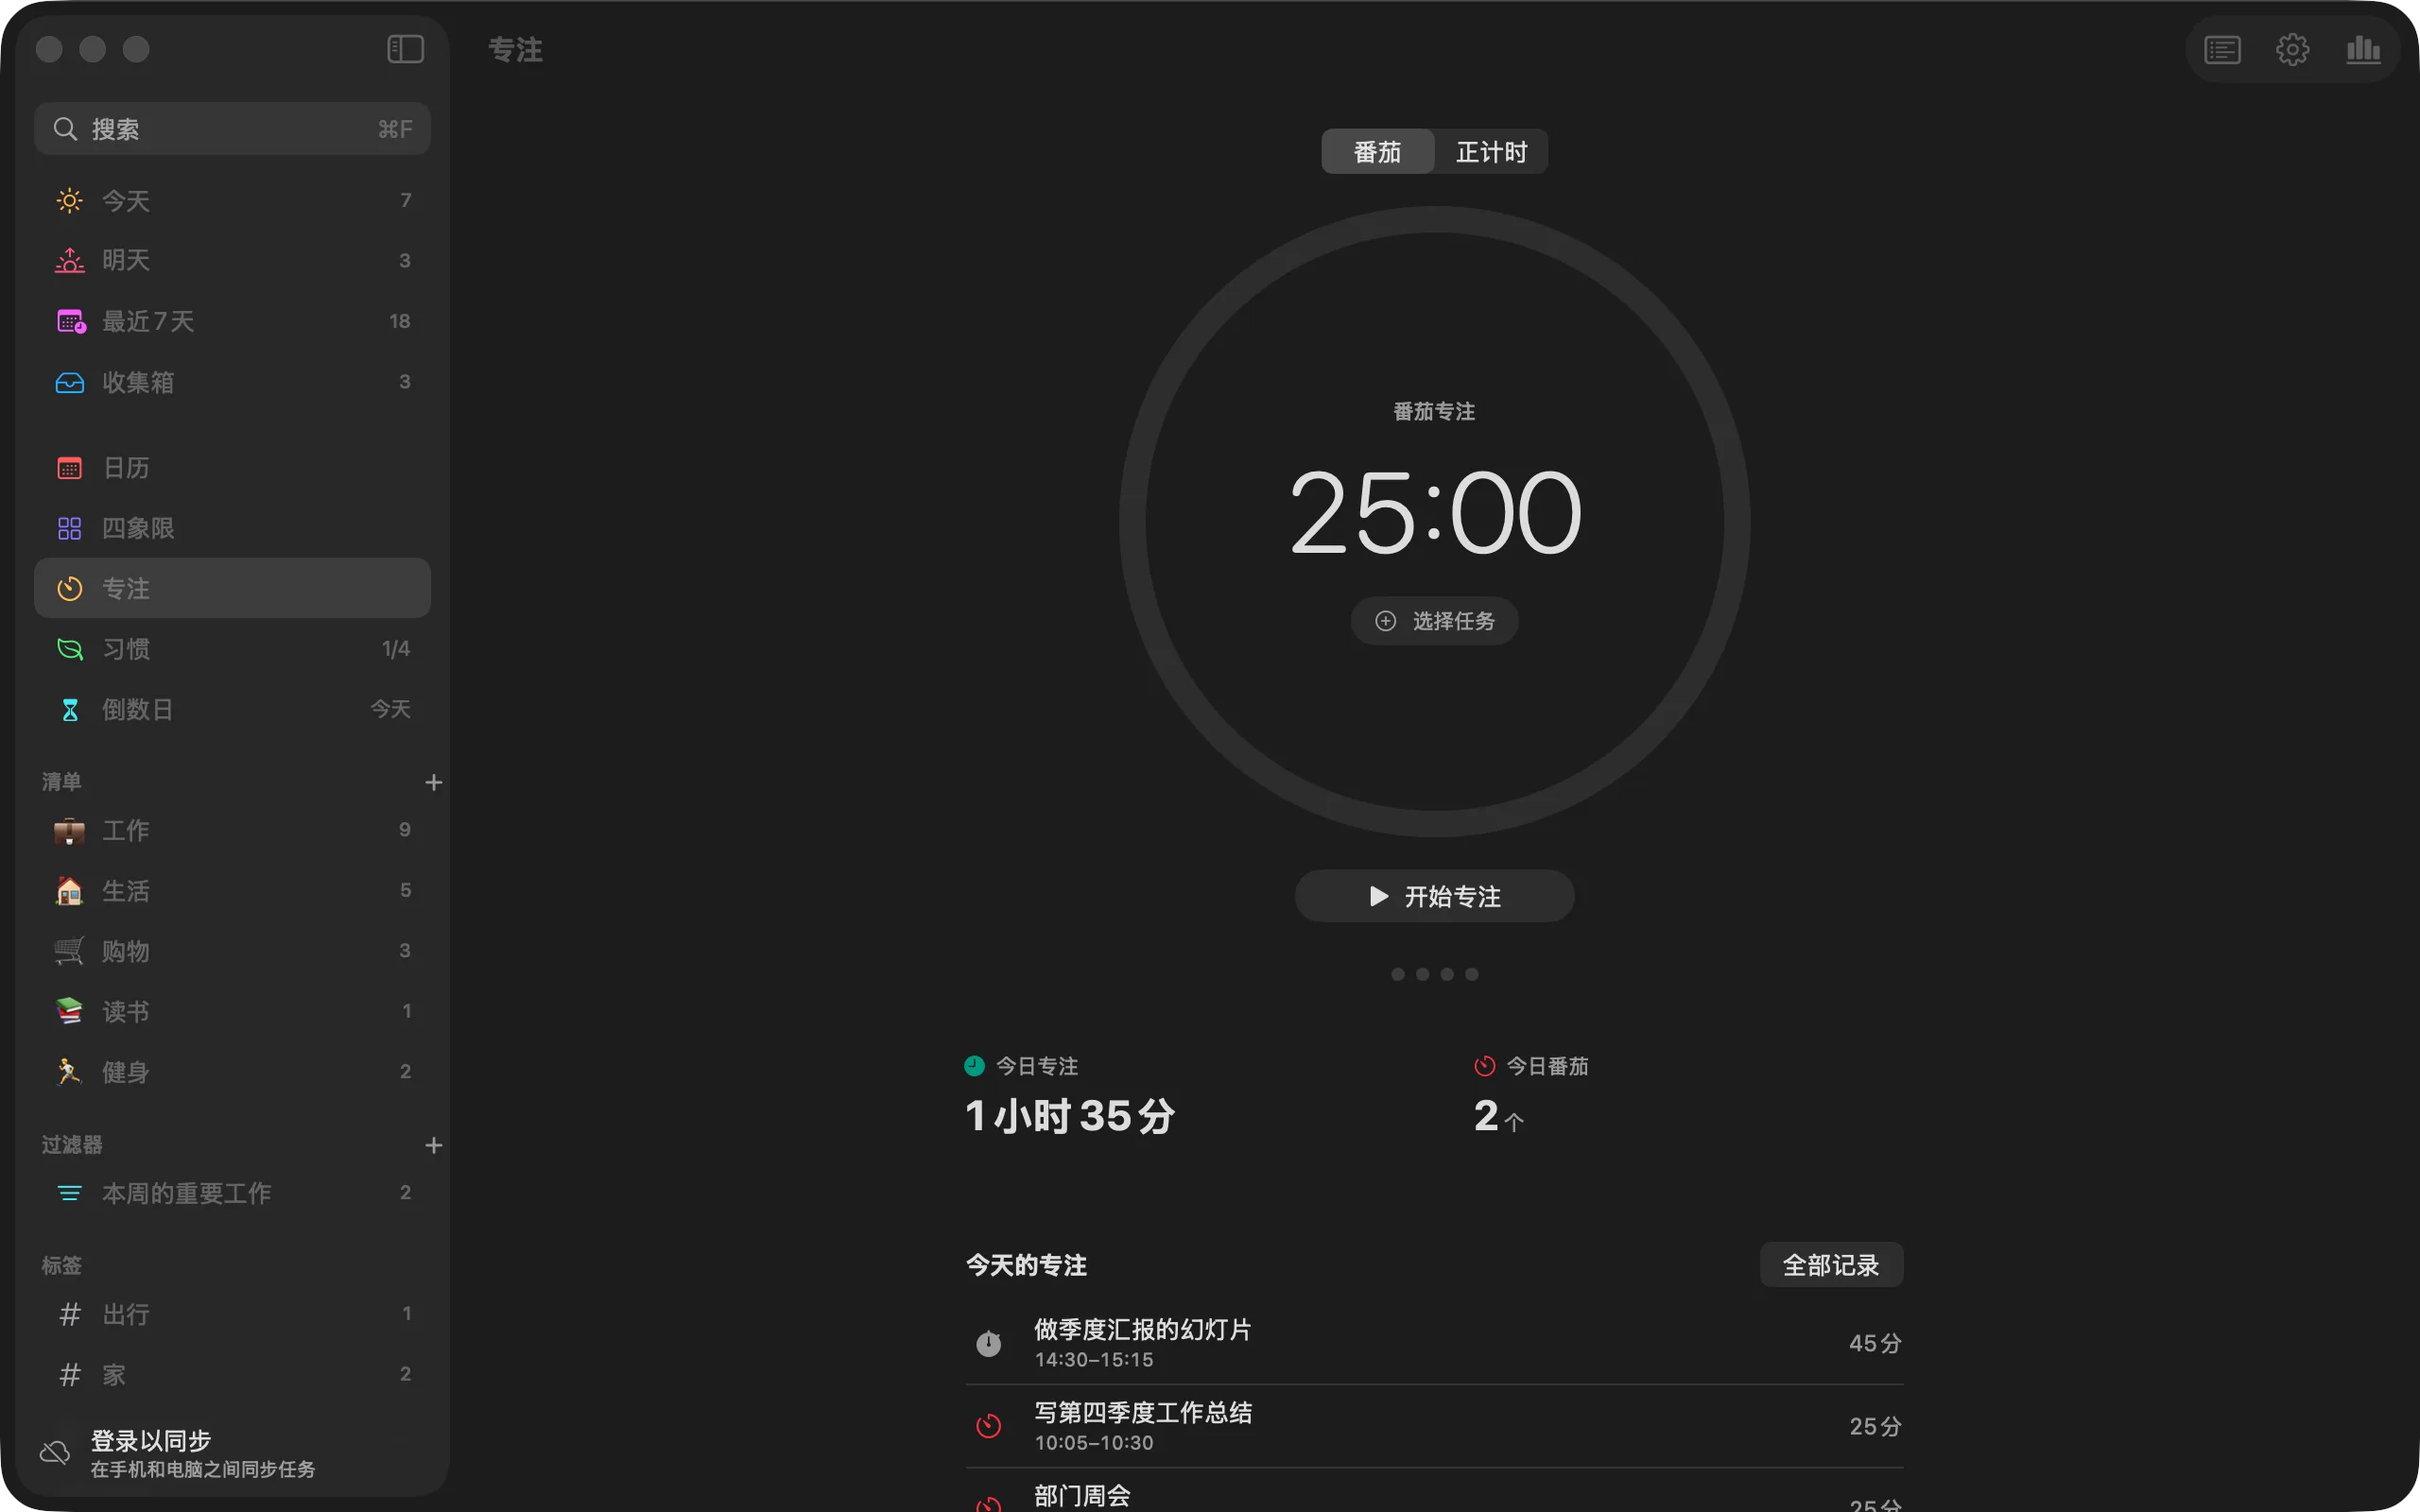 专注
搜索 ⌘F
今天 7
明天 3
最近 7 天 18
收集箱 3
日历
四象限
专注
习惯 1/4
倒数日 今天
清单 +
工作 9
生活 5
购物 3
读书 1
健身 2
过滤器 +
本周的重要工作 2
标签
# 出行 1
# 家 2
登录以同步
在手机和电脑之间同步任务
番茄 正计时
番茄专注
25:00
选择任务
开始专注
今日专注
1 小时 35 分
今日番茄
2 个
今天的专注 全部记录
做季度汇报的幻灯片
14:30–15:15
45 分
写第四季度工作总结
10:05–10:30
25 分
部门周会
25 分